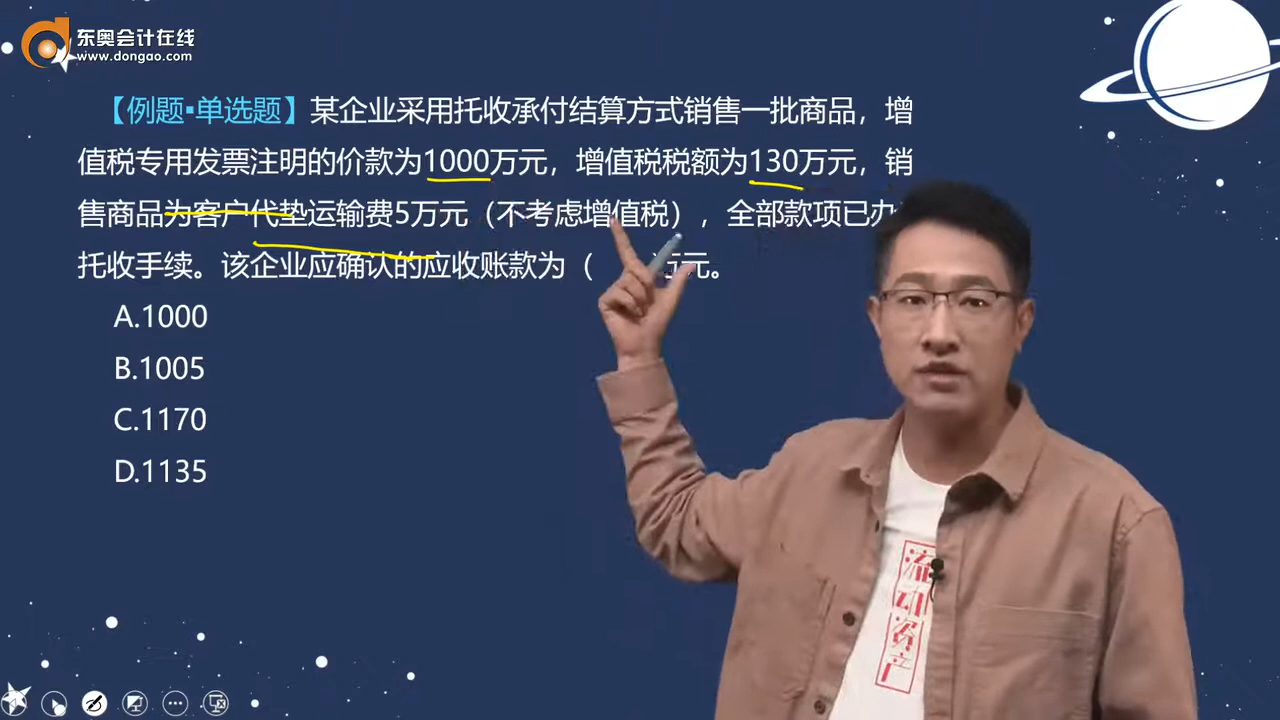 东奥会计在线
www.dongao.com
【例题·单选题】某企业采用托收承付结算方式销售一批商品，增
值税专用发票注明的价款为1000万元，增值税税额为130万元，销
售商品为客户代垫运输费5万元（不考虑增值税），全部款项已办
托收手续。该企业应确认的应收账款为（ 万元。
A.1000
B.1005
C.1170
D.1135
流动资产